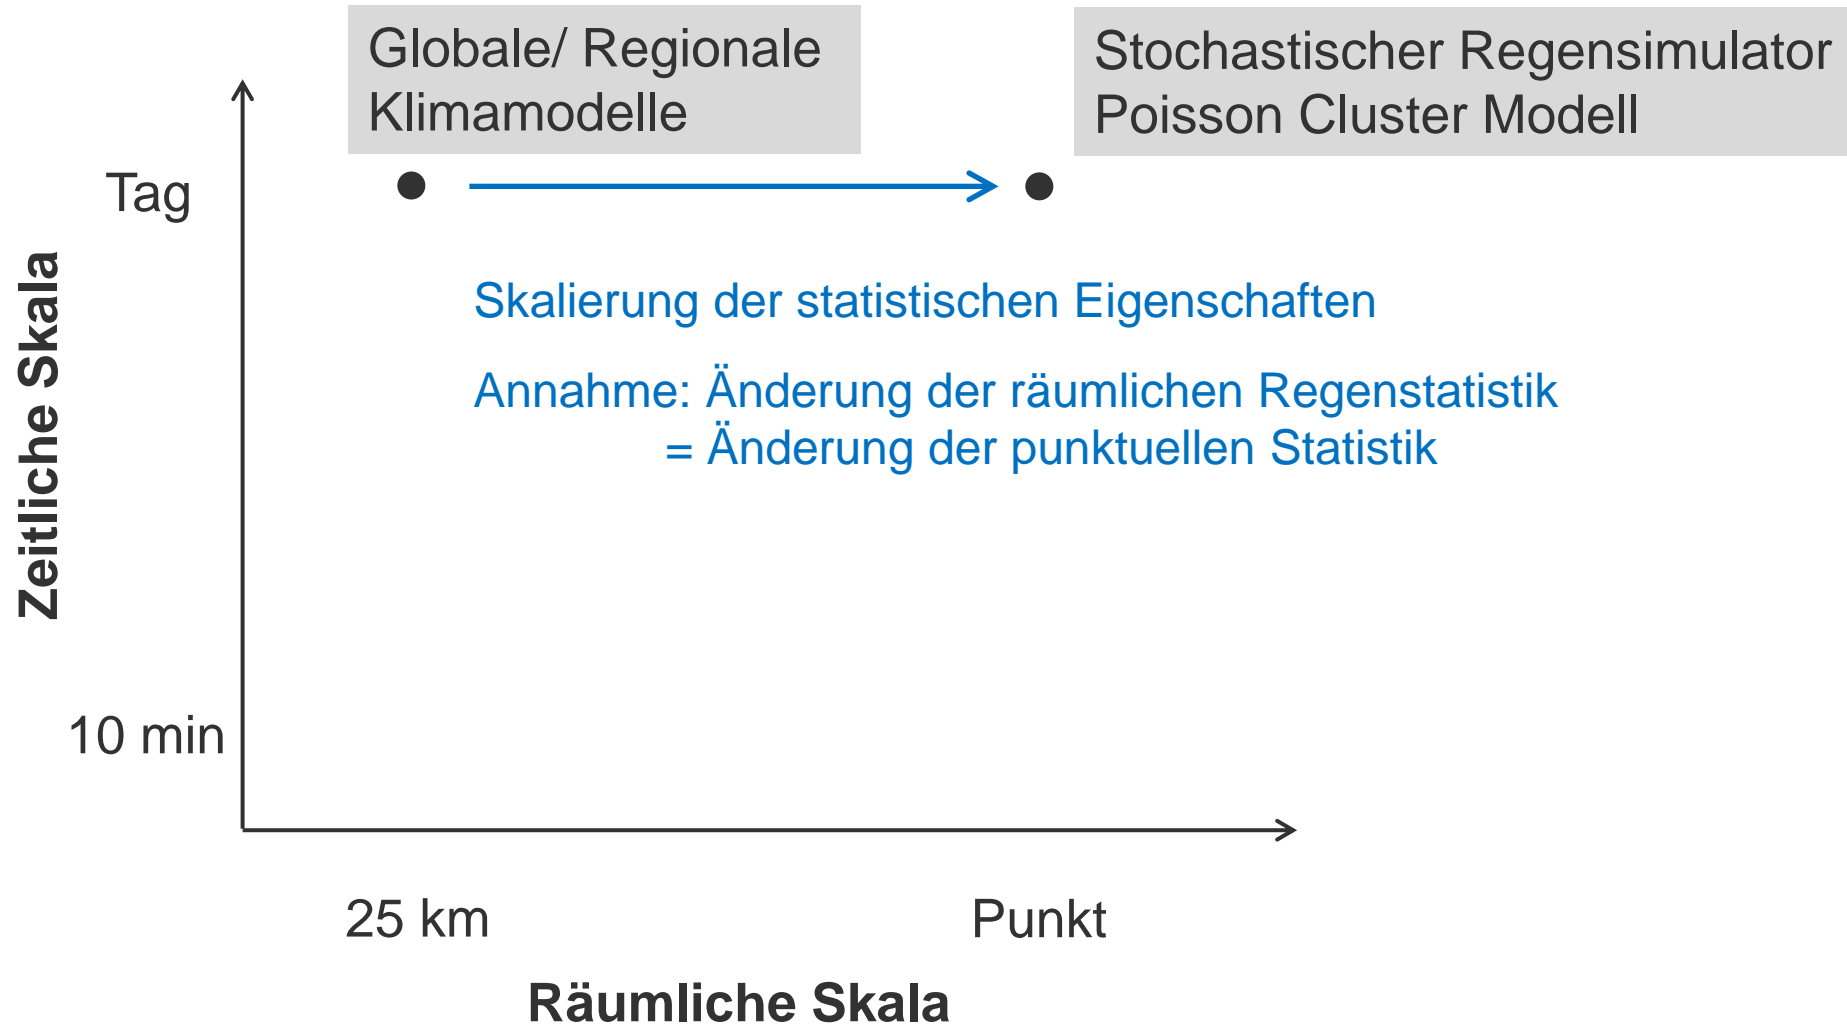 Globale/ Regionale
Klimamodelle
Stochastischer Regensimulator
Poisson Cluster Modell
Tag
Skalierung der statistischen Eigenschaften
Annahme: Änderung der räumlichen Regenstatistik
= Änderung der punktuellen Statistik
Zeitliche Skala
10 min
25 km
Punkt
Räumliche Skala